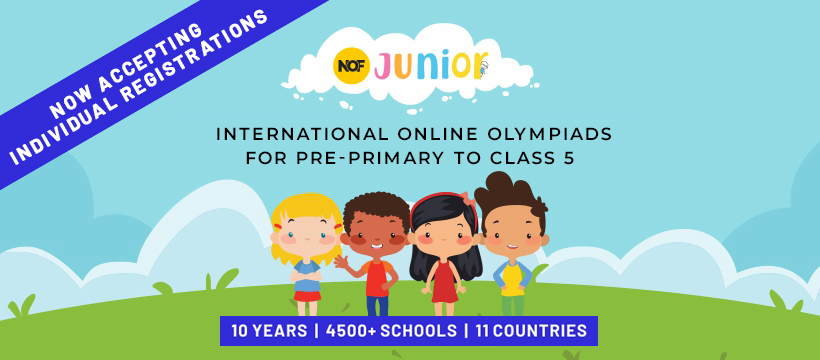 NOW ACCEPTING
INDIVIDUAL REGISTRATIONS
NOF JUNIOR
INTERNATIONAL ONLINE OLYMPIADS
FOR PRE-PRIMARY TO CLASS 5
10 YEARS | 4500+ SCHOOLS | 11 COUNTRIES